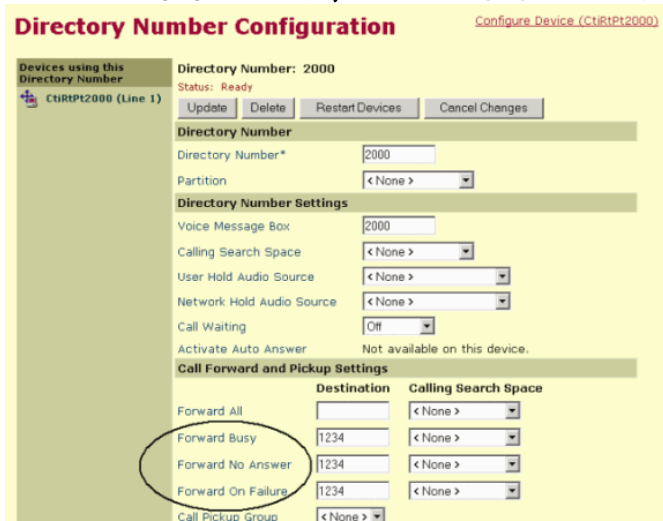 Directory Number Configuration
Configure Device (CtiRtPt2000)
Devices using this
Directory Number
CtiRtPt2000 (Line 1)
Directory Number: 2000
Status: Ready
Update Delete Restart Devices Cancel Changes
Directory Number
Directory Number* 2000
Partition < None >
Directory Number Settings
Voice Message Box 2000
Calling Search Space < None >
User Hold Audio Source < None >
Network Hold Audio Source < None >
Call Waiting Off
Activate Auto Answer Not available on this device.
Call Forward and Pickup Settings
Destination Calling Search Space
Forward All < None >
Forward Busy 1234 < None >
Forward No Answer 1234 < None >
Forward On Failure 1234 < None >
Call Pickup Group < None >